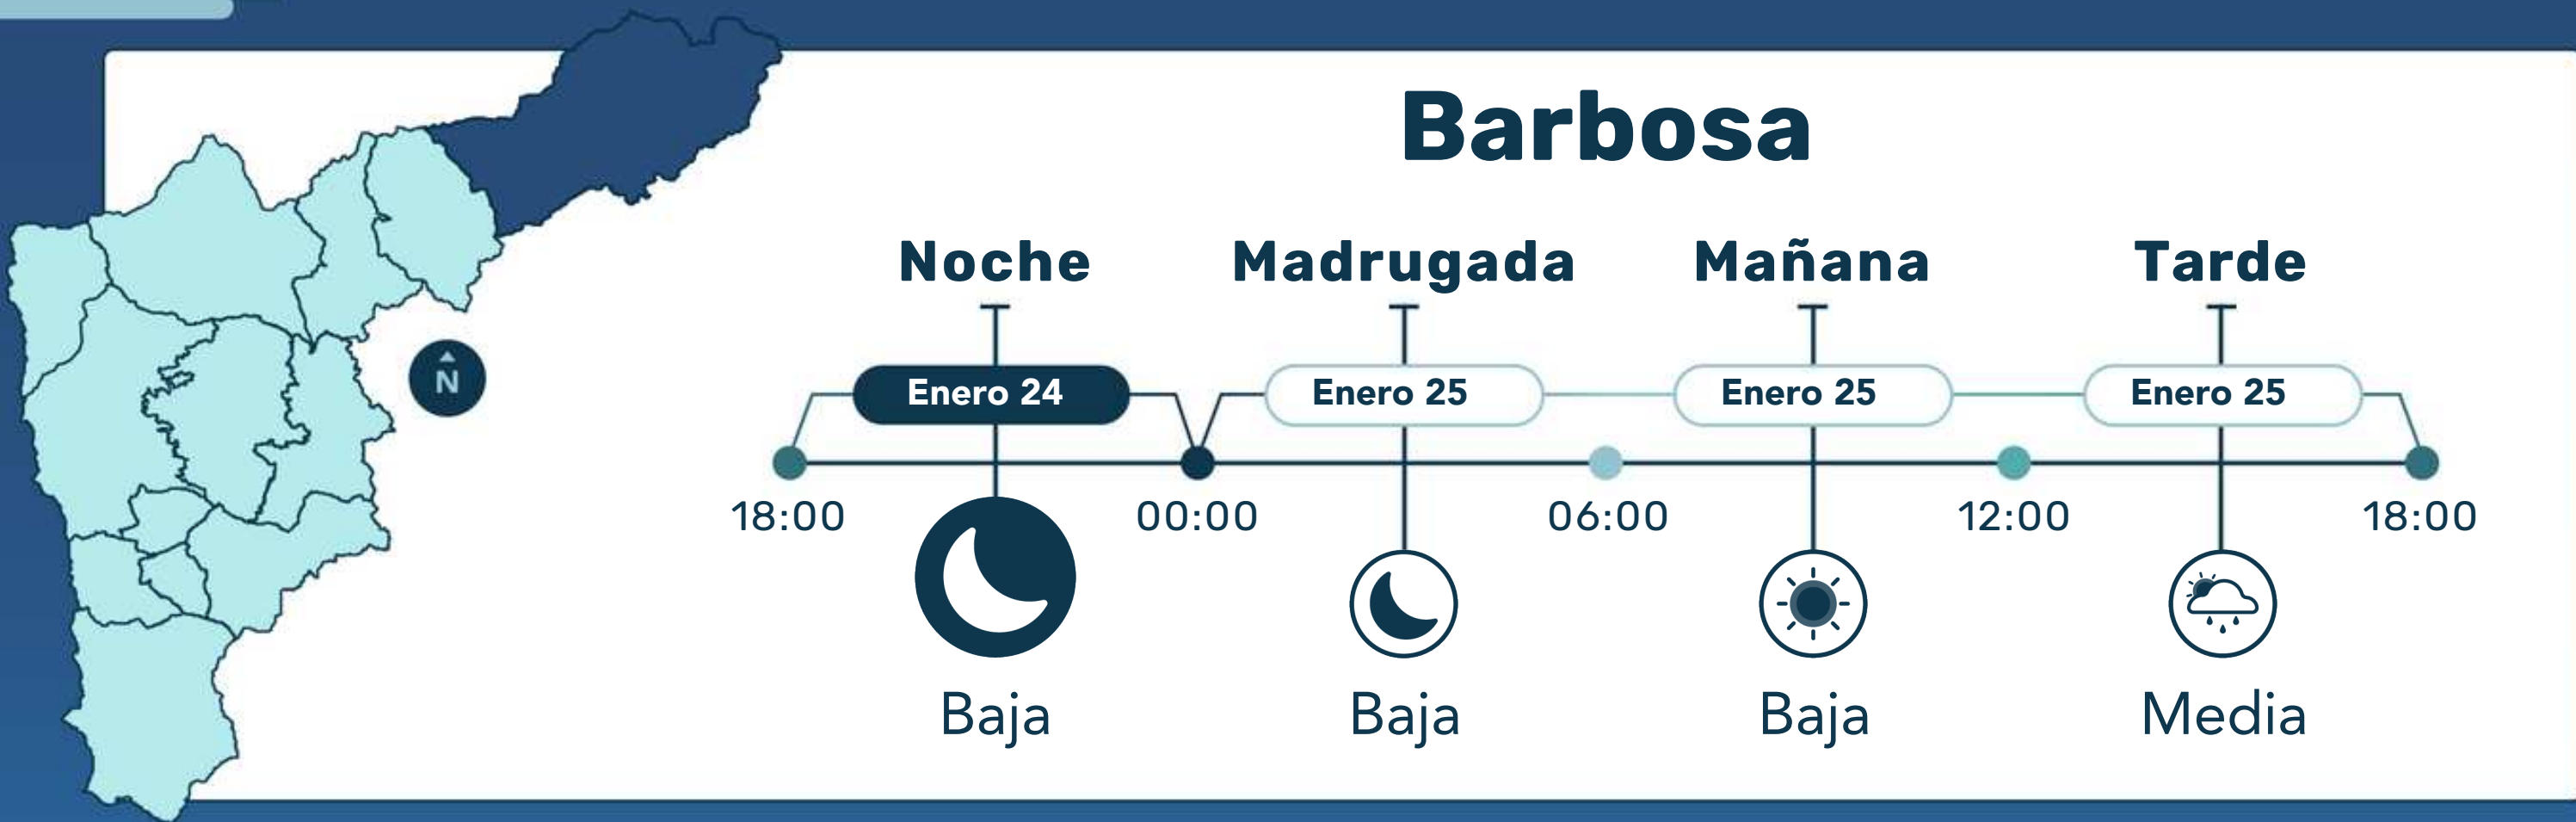 Barbosa
Noche Madrugada Mañana Tarde
N
Enero 24 Enero 25 Enero 25 Enero 25
18:00 00:00 06:00 12:00 18:00
Baja Baja Baja Media